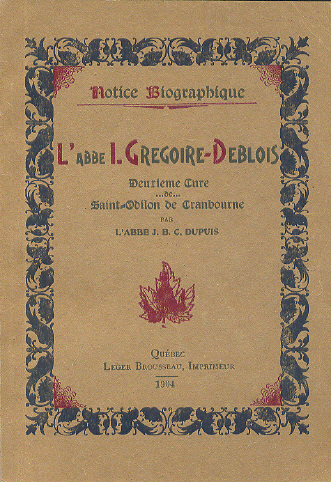 Notice Biographique
L'ABBE I. GREGOIRE-DEBLOIS
Deuxieme Cure
...de...
Saint-Odilon de Cranbourne
PAR
L'ABBE J. B. C. DUPUIS
QUÉBEC
LEGER BROUSSEAU, IMPRIMEUR
1904